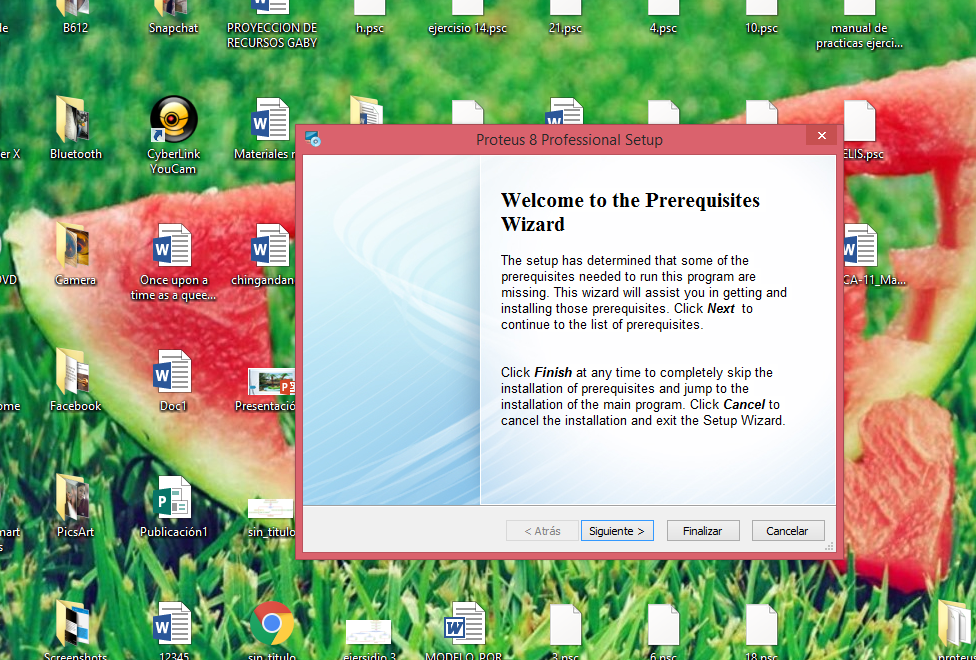 B612
Snapchat
PROYECCION DE
RECURSOS GABY
h.psc
ejercisio 14.psc
21.psc
4.psc
10.psc
manual de
practicas ejerci...
er X
Bluetooth
CyberLink
YouCam
Materiales
ELIS.psc
Proteus 8 Professional Setup
Welcome to the Prerequisites
Wizard
The setup has determined that some of the
prerequisites needed to run this program are
missing. This wizard will assist you in getting and
installing those prerequisites. Click Next to
continue to the list of prerequisites.
Click Finish at any time to completely skip the
installation of prerequisites and jump to the
installation of the main program. Click Cancel to
cancel the installation and exit the Setup Wizard.
< Atrás
Siguiente >
Finalizar
Cancelar
Camera
Once upon a
time as a quee...
chingandan
CA-11_Ma...
Facebook
Doc1
Presentació
PicsArt
Publicación1
sin_titulo
Screenshots
12345
sin_titulo
ejersidio 3
MODELO_POR
3.psc
6.psc
18.psc
proteus